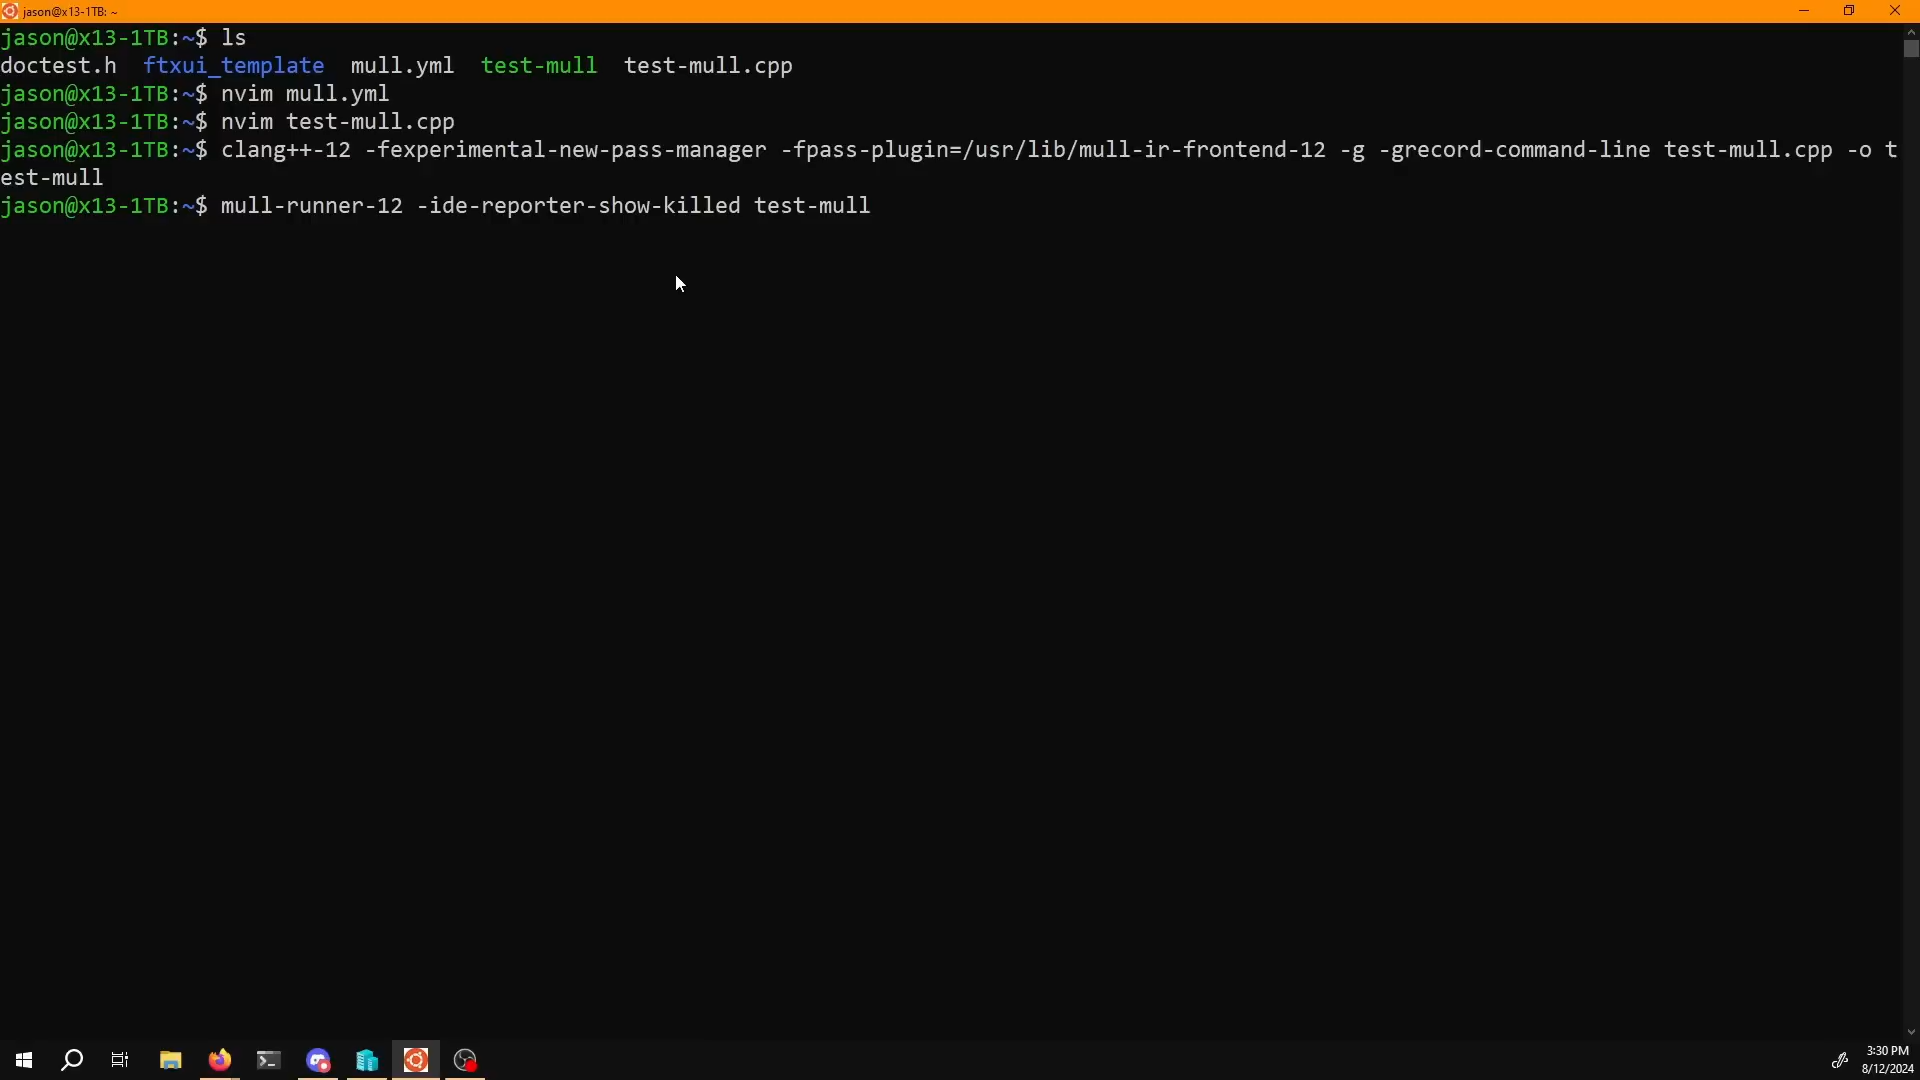 jason@x13-1TB: ~
jason@x13-1TB:~$ ls
doctest.h  ftxui_template  mull.yml  test-mull  test-mull.cpp
jason@x13-1TB:~$ nvim mull.yml
jason@x13-1TB:~$ nvim test-mull.cpp
jason@x13-1TB:~$ clang++-12 -fexperimental-new-pass-manager -fpass-plugin=/usr/lib/mull-ir-frontend-12 -g -grecord-command-line test-mull.cpp -o t
est-mull
jason@x13-1TB:~$ mull-runner-12 -ide-reporter-show-killed test-mull
3:30 PM
8/12/2024